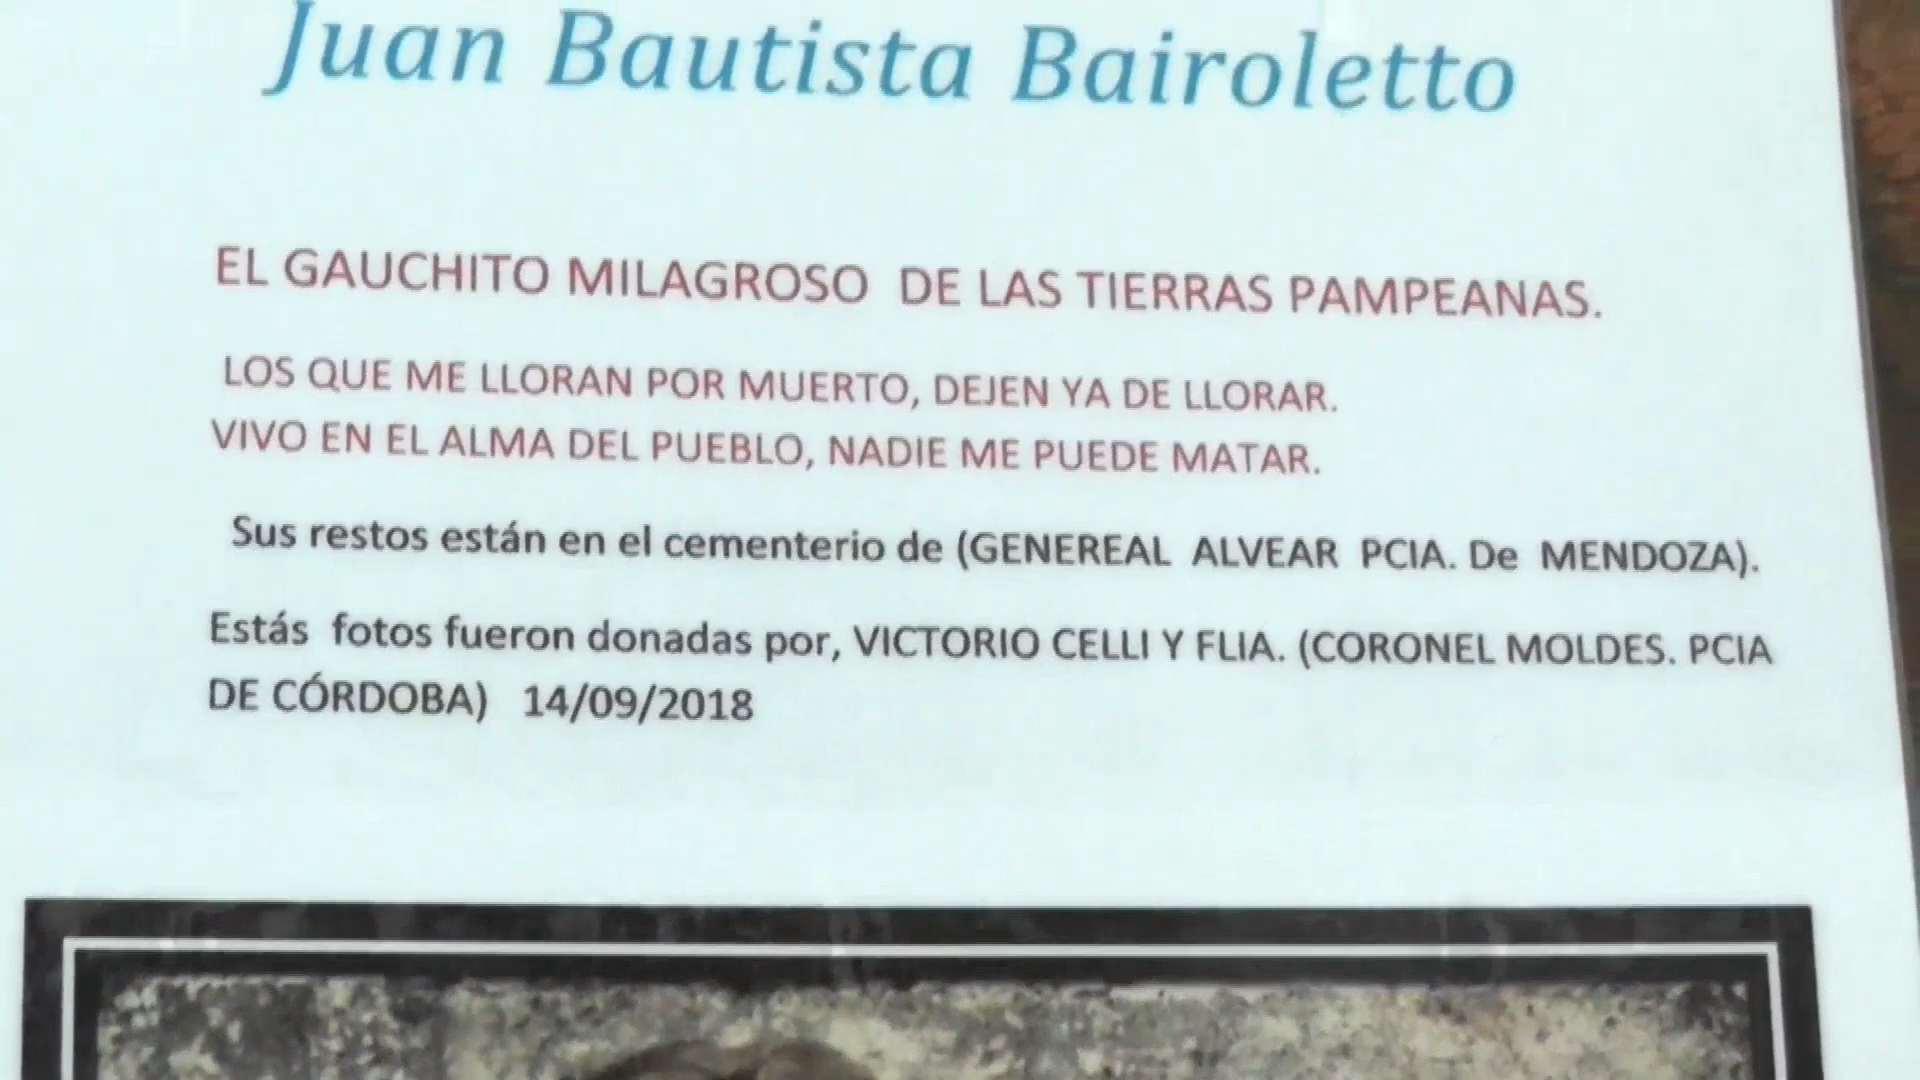 Juan Bautista Bairoletto
EL GAUCHITO MILAGROSO DE LAS TIERRAS PAMPEANAS.
LOS QUE ME LLORAN POR MUERTO, DEJEN YA DE LLORAR.
VIVO EN EL ALMA DEL PUEBLO, NADIE ME PUEDE MATAR.
Sus restos están en el cementerio de (GENEREAL ALVEAR PCIA. De MENDOZA).
Estás fotos fueron donadas por, VICTORIO CELLI Y FLIA. (CORONEL MOLDES. PCIA
DE CÓRDOBA) 14/09/2018